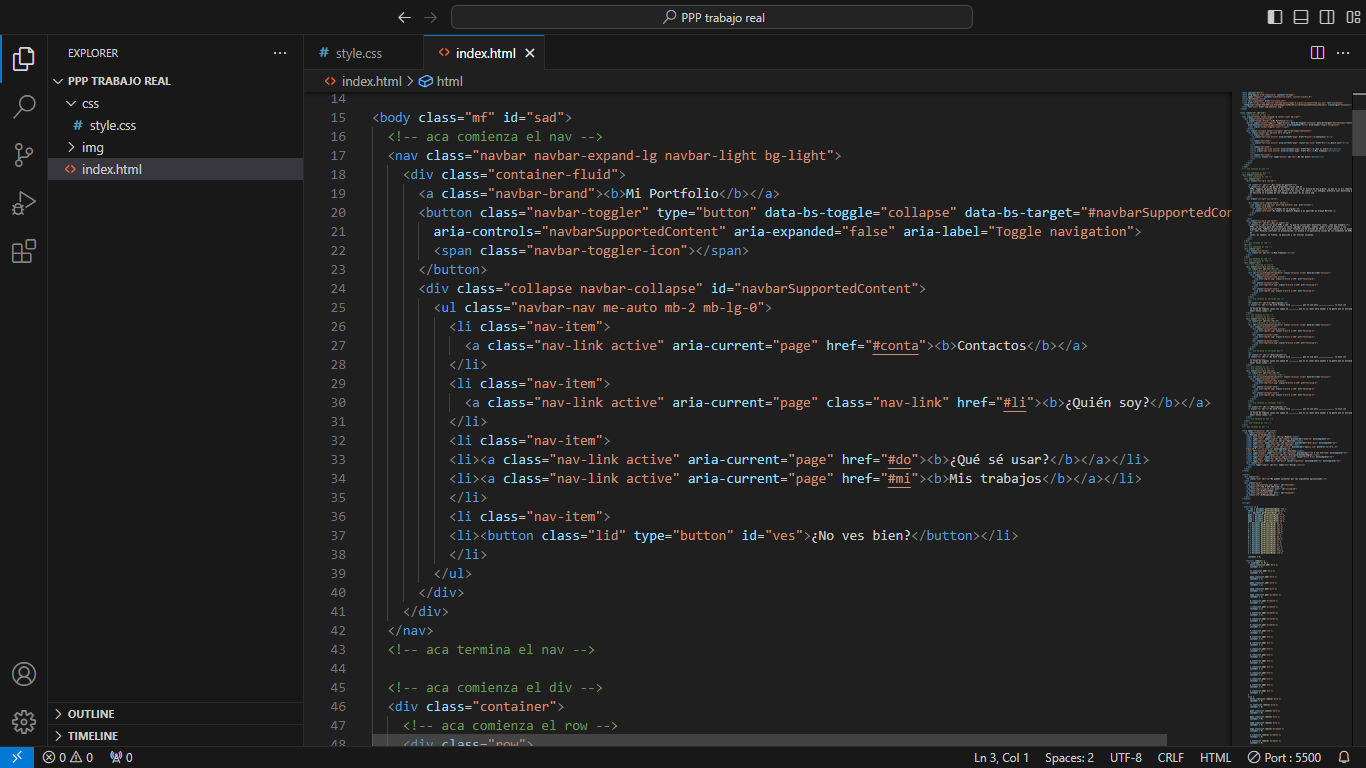 PPP trabajo real
EXPLORER
PPP TRABAJO REAL
css
# style.css
img
index.html
OUTLINE
TIMELINE
# style.css
index.html
index.html > html
14
15 <body class="mf" id="sad">
16 <!-- aca comienza el nav -->
17 <nav class="navbar navbar-expand-lg navbar-light bg-light">
18 <div class="container-fluid">
19 <a class="navbar-brand"><b>Mi Portfolio</b></a>
20 <button class="navbar-toggler" type="button" data-bs-toggle="collapse" data-bs-target="#navbarSupportedCon
21 aria-controls="navbarSupportedContent" aria-expanded="false" aria-label="Toggle navigation">
22 <span class="navbar-toggler-icon"></span>
23 </button>
24 <div class="collapse navbar-collapse" id="navbarSupportedContent">
25 <ul class="navbar-nav me-auto mb-2 mb-lg-0">
26 <li class="nav-item">
27 <a class="nav-link active" aria-current="page" href="#conta"><b>Contactos</b></a>
28 </li>
29 <li class="nav-item">
30 <a class="nav-link active" aria-current="page" class="nav-link" href="#li"><b>¿Quién soy?</b></a>
31 </li>
32 <li class="nav-item">
33 <li><a class="nav-link active" aria-current="page" href="#do"><b>¿Qué sé usar?</b></a></li>
34 <li><a class="nav-link active" aria-current="page" href="#mi"><b>Mis trabajos</b></a></li>
35 </li>
36 <li class="nav-item">
37 <li><button class="lid" type="button" id="ves">¿No ves bien?</button></li>
38 </li>
39 </ul>
40 </div>
41 </div>
42 </nav>
43 <!-- aca termina el nav -->
44
45 <!-- aca comienza el div -->
46 <div class="container">
47 <!-- aca comienza el row -->
48 <div class="row">
0 0 0
Ln 3, Col 1
Spaces: 2
UTF-8
CRLF
HTML
Port : 5500